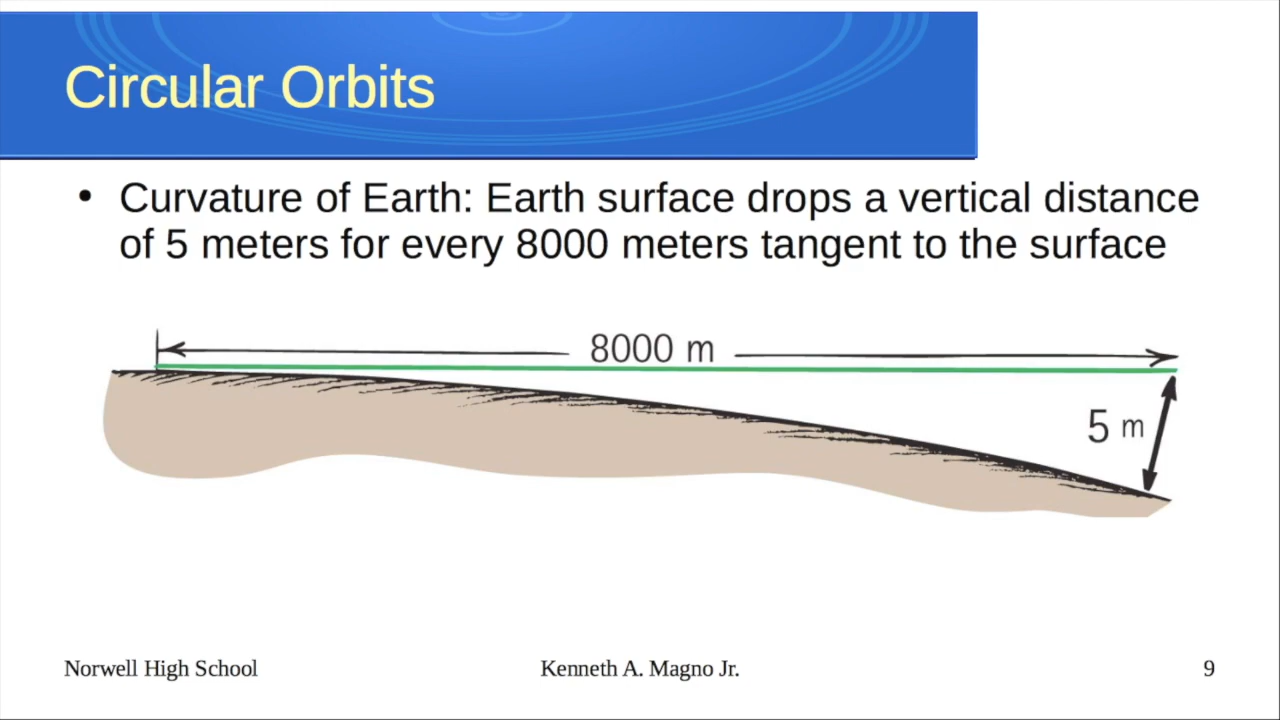 Circular Orbits
• Curvature of Earth: Earth surface drops a vertical distance
of 5 meters for every 8000 meters tangent to the surface
8000 m
5 m
Norwell High School
Kenneth A. Magno Jr.
9